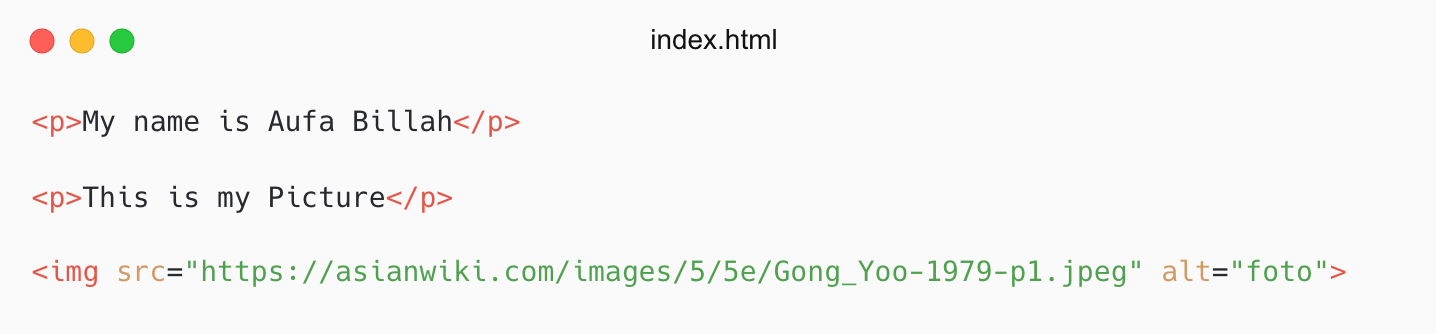 index.html
<p>My name is Aufa Billah</p>
<p>This is my Picture</p>
<img src="https://asianwiki.com/images/5/5e/Gong_Yoo-1979-p1.jpeg" alt="foto">